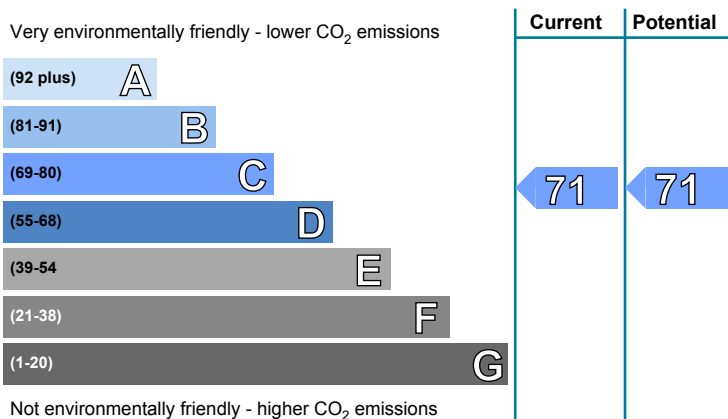 Current Potential
Very environmentally friendly - lower CO2 emissions
(92 plus) A
(81-91) B
(69-80) C
71 71
(55-68) D
(39-54 E
(21-38) F
(1-20) G
Not environmentally friendly - higher CO2 emissions